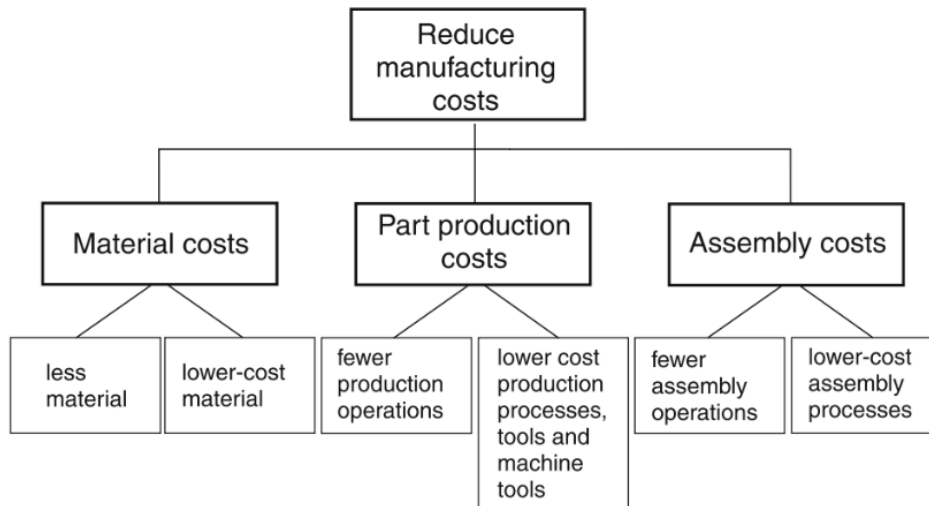 Reduce
manufacturing
costs
Material costs
Part production
costs
Assembly costs
less
material
lower-cost
material
fewer
production
operations
lower cost
production
processes,
tools and
machine
tools
fewer
assembly
operations
lower-cost
assembly
processes